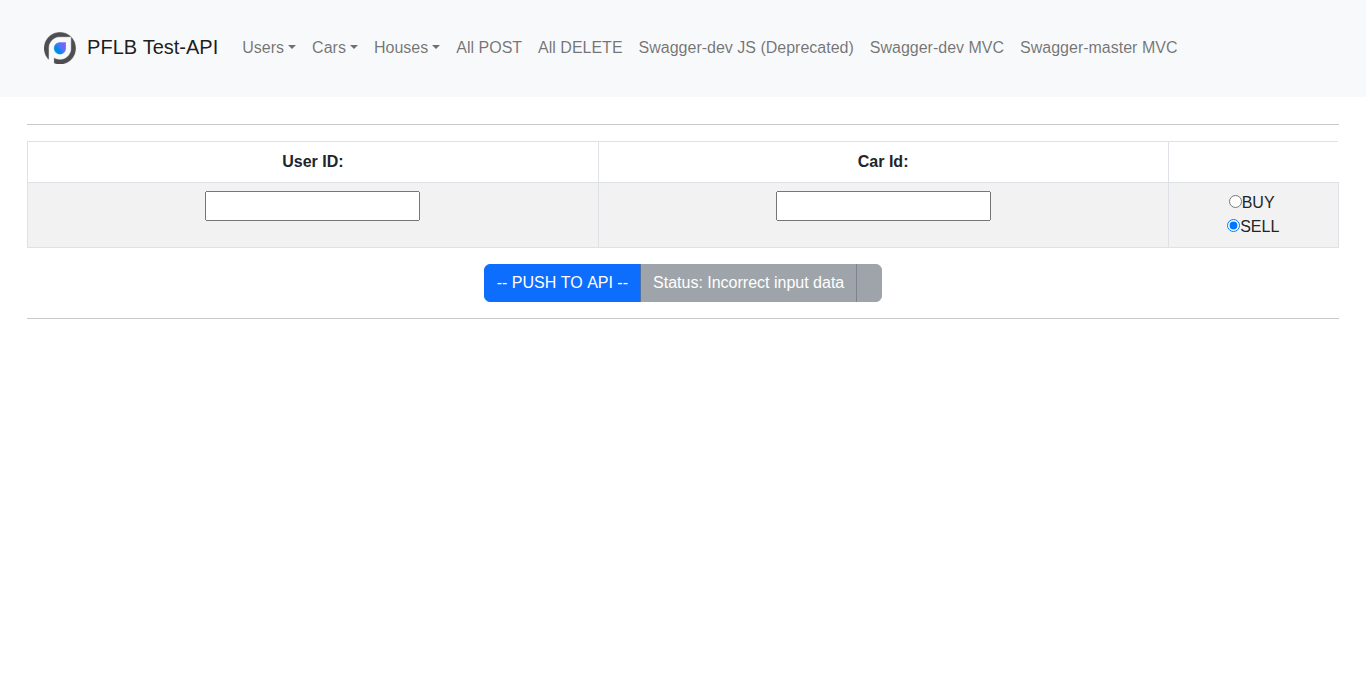 PFLB Test-API Users Cars Houses All POST All DELETE Swagger-dev JS (Deprecated) Swagger-dev MVC Swagger-master MVC
User ID: Car Id:
BUY
SELL
-- PUSH TO API -- Status: Incorrect input data